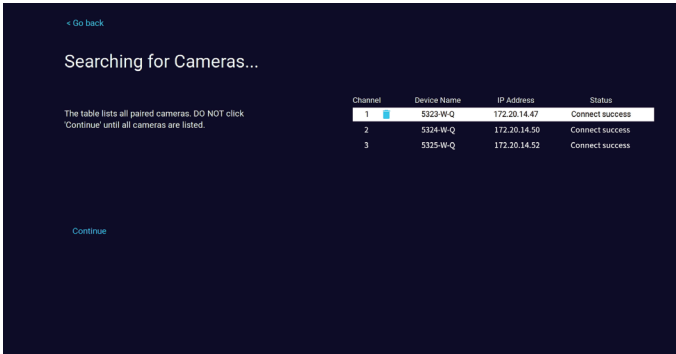 < Go back
Searching for Cameras...
The table lists all paired cameras. DO NOT click
'Continue' until all cameras are listed.
Channel Device Name IP Address Status
1 5323-W-Q 172.20.14.47 Connect success
2 5324-W-Q 172.20.14.50 Connect success
3 5325-W-Q 172.20.14.52 Connect success
Continue